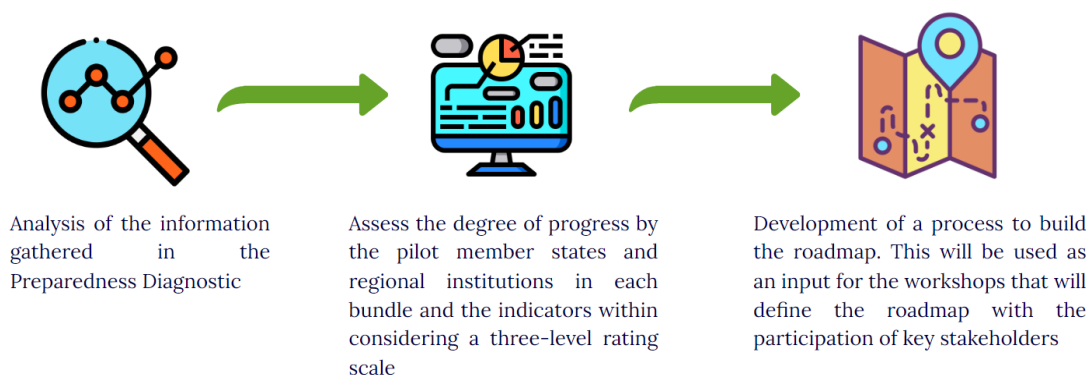 Analysis of the information
gathered in the
Preparedness Diagnostic
Assess the degree of progress by
the pilot member states and
regional institutions in each
bundle and the indicators within
considering a three-level rating
scale
Development of a process to build
the roadmap. This will be used as
an input for the workshops that will
define the roadmap with the
participation of key stakeholders